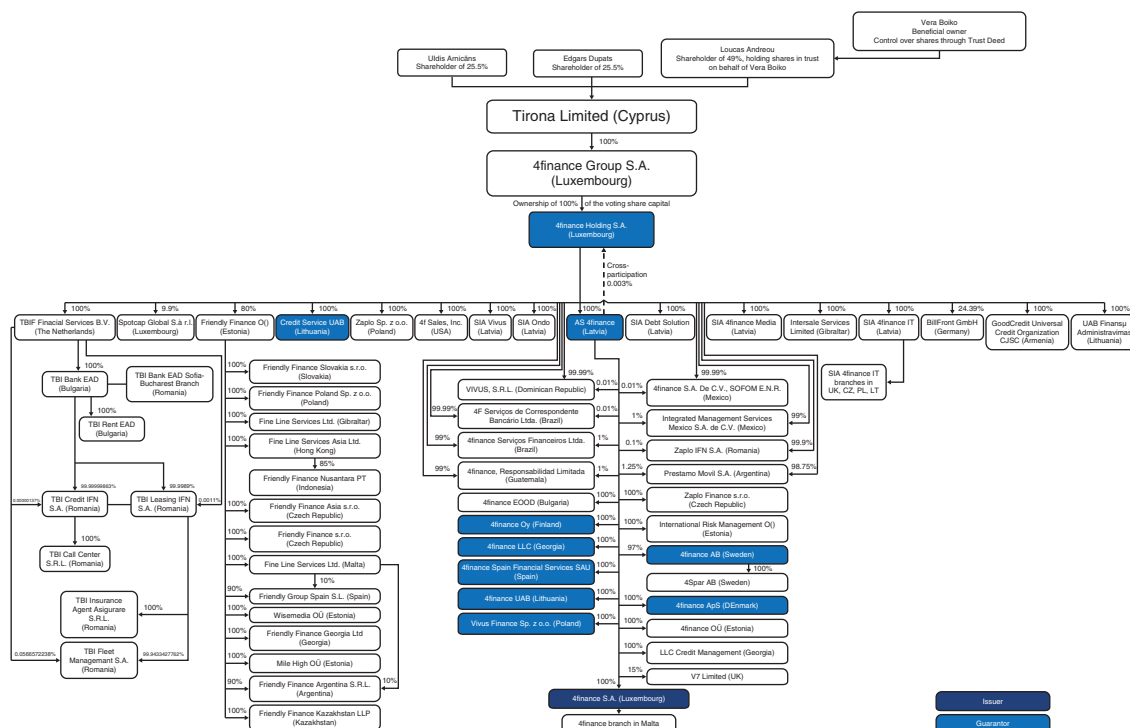 Vera Boiko
Beneficial owner
Control over shares through Trust Deed
Uldis Arnicāns
Shareholder of 25.5%
Edgars Dupats
Shareholder of 25.5%
Loucas Andreou
Shareholder of 49%, holding shares in trust
on behalf of Vera Boiko
Tirona Limited (Cyprus)
100%
4finance Group S.A.
(Luxembourg)
Ownership of 100% of the voting share capital
4finance Holding S.A.
(Luxembourg)
Cross-
participation
0.003%
100%
9.9%
80%
100%
100%
100%
100%
100%
100%
100%
100%
100%
100%
24.39%
100%
100%
TBIF Finacial Services B.V.
(The Netherlands)
Spotcap Global S.à r.l.
(Luxembourg)
Friendly Finance O()
(Estonia)
Credit Service UAB
(Lithuania)
Zaplo Sp. z o.o.
(Poland)
4f Sales, Inc.
(USA)
SIA Vivus
(Latvia)
SIA Ondo
(Latvia)
AS 4finance
(Latvia)
SIA Debt Solution
(Latvia)
SIA 4finance Media
(Latvia)
Intersale Services
Limited (Gibraltar)
SIA 4finance IT
(Latvia)
BillFront GmbH
(Germany)
GoodCredit Universal
Credit Organization
CJSC (Armenia)
UAB Finansų
Administravimas
(Lithuania)
100%
TBI Bank EAD
(Bulgaria)
TBI Bank EAD Sofia-
Bucharest Branch
(Romania)
100%
TBI Rent EAD
(Bulgaria)
99.9989%
0.0011%
TBI Credit IFN
S.A. (Romania)
TBI Leasing IFN
S.A. (Romania)
100%
TBI Call Center
S.R.L. (Romania)
TBI Insurance
Agent Asigurare
S.R.L.
(Romania)
100%
0.0566572238%
TBI Fleet
Management S.A.
(Romania)
99.9433427762%
100%
Friendly Finance Slovakia s.r.o.
(Slovakia)
100%
Friendly Finance Poland Sp. z o.o.
(Poland)
100%
Fine Line Services Ltd. (Gibraltar)
100%
Fine Line Services Asia Ltd.
(Hong Kong)
85%
Friendly Finance Nusantara PT
(Indonesia)
100%
Friendly Finance Asia s.r.o.
(Czech Republic)
100%
Friendly Finance s.r.o.
(Czech Republic)
100%
Fine Line Services Ltd. (Malta)
10%
90%
Friendly Group Spain S.L. (Spain)
100%
Wisemedia OÜ (Estonia)
100%
Friendly Finance Georgia Ltd
(Georgia)
100%
Mile High OÜ (Estonia)
90%
Friendly Finance Argentina S.R.L.
(Argentina)
10%
100%
Friendly Finance Kazakhstan LLP
(Kazakhstan)
99.99%
VIVUS, S.R.L. (Dominican Republic)
0.01%
99.99%
4F Serviços de Correspondente
Bancário Ltda. (Brazil)
0.01%
99%
4finance Serviços Financeiros Ltda.
(Brazil)
1%
99%
4finance, Responsabilidad Limitada
(Guatemala)
1%
4finance EOOD (Bulgaria)
100%
4finance Oy (Finland)
100%
4finance LLC (Georgia)
100%
4finance Spain Financial Services SAU
(Spain)
100%
4finance UAB (Lithuania)
100%
Vivus Finance Sp. z o.o. (Poland)
100%
99.99%
0.01%
4finance S.A. De C.V., SOFOM E.N.R.
(Mexico)
1%
Integrated Management Services
Mexico S.A. de C.V. (Mexico)
99%
0.1%
Zaplo IFN S.A. (Romania)
99.9%
1.25%
Prestamo Movil S.A. (Argentina)
98.75%
100%
Zaplo Finance s.r.o.
(Czech Republic)
100%
International Risk Management O()
(Estonia)
97%
4finance AB (Sweden)
100%
4Spar AB (Sweden)
100%
4finance ApS (DEnmark)
100%
4finance OÜ (Estonia)
100%
LLC Credit Management (Georgia)
15%
V7 Limited (UK)
100%
4finance S.A. (Luxembourg)
4finance branch in Malta
SIA 4finance IT
branches in
UK, CZ, PL, LT
Issuer
Guarantor